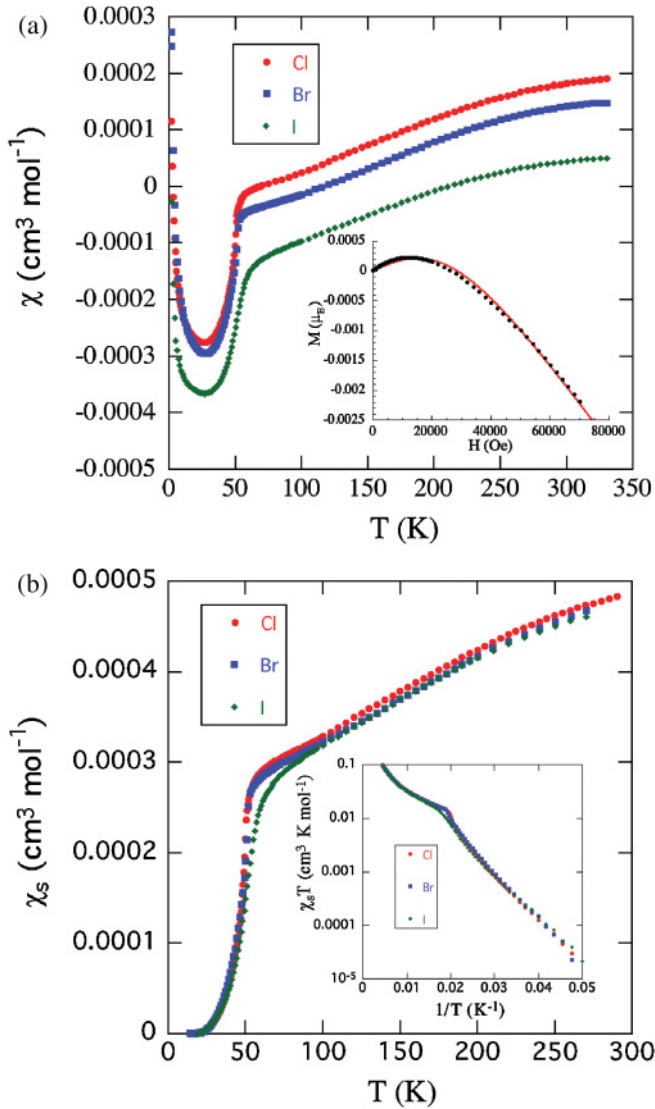 (a)
0.0003
0.0002
0.0001
0
-0.0001
-0.0002
-0.0003
-0.0004
-0.0005
χ (cm³ mol⁻¹)
Cl
Br
I
0.0005
0
-0.0005
-0.001
-0.0015
-0.002
-0.0025
M (μB)
0 20000 40000 60000 80000
H (Oe)
0 50 100 150 200 250 300 350
T (K)
(b)
0.0005
0.0004
0.0003
0.0002
0.0001
0
χs (cm³ mol⁻¹)
Cl
Br
I
0.1
0.01
0.001
0.0001
10⁻⁵
χsT (cm³ K mol⁻¹)
Cl
Br
I
0 0.01 0.02 0.03 0.04 0.05
1/T (K⁻¹)
0 50 100 150 200 250 300
T (K)